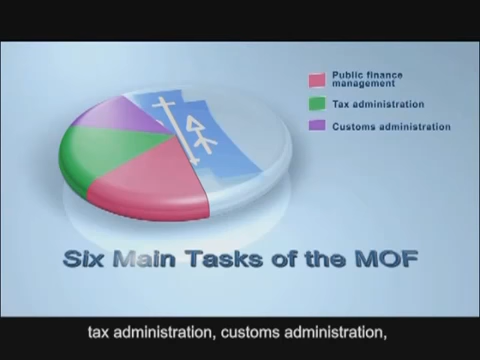 Public finance
management
Tax administration
Customs administration
Six Main Tasks of the MOF
tax administration, customs administration,